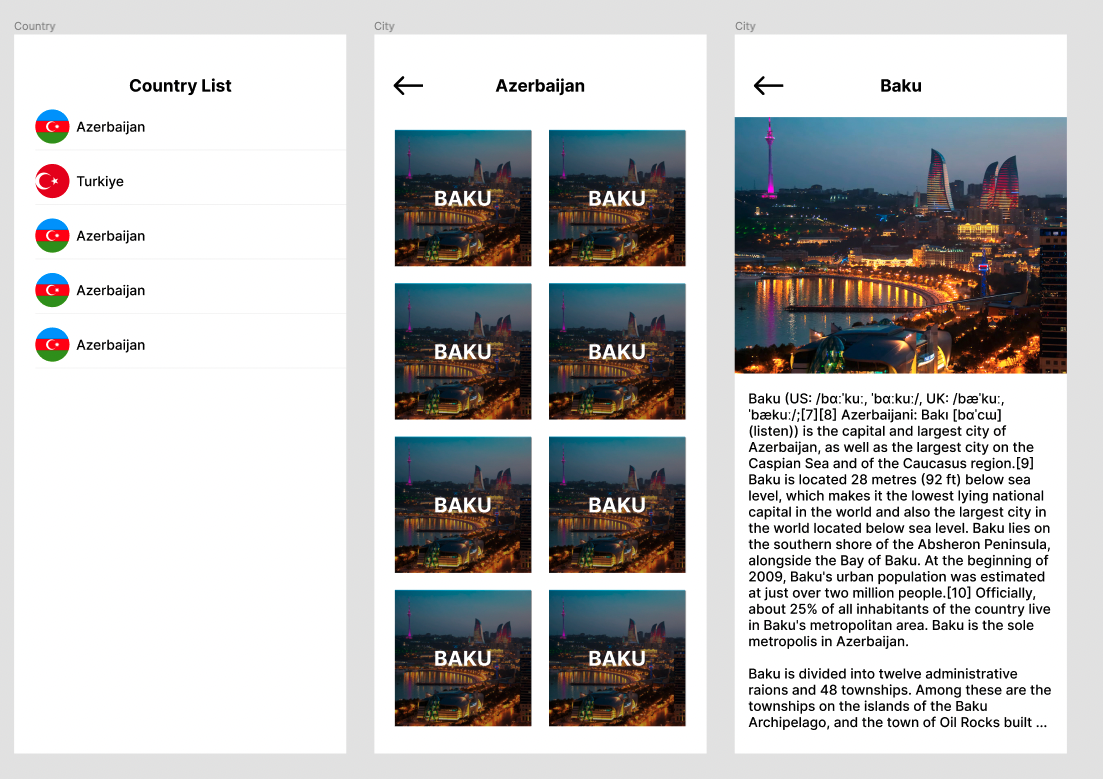 Country
Country List
Azerbaijan
Turkiye
Azerbaijan
Azerbaijan
Azerbaijan
City
Azerbaijan
BAKU
BAKU
BAKU
BAKU
BAKU
BAKU
BAKU
BAKU
City
Baku
Baku (US: /bɑːˈkuː, ˈbɑːkuː/, UK: /bæˈkuː,
ˈbækuː/;[7][8] Azerbaijani: Bakı [bɑˈcɯ]
(listen)) is the capital and largest city of
Azerbaijan, as well as the largest city on the
Caspian Sea and of the Caucasus region.[9]
Baku is located 28 metres (92 ft) below sea
level, which makes it the lowest lying national
capital in the world and also the largest city in
the world located below sea level. Baku lies on
the southern shore of the Absheron Peninsula,
alongside the Bay of Baku. At the beginning of
2009, Baku's urban population was estimated
at just over two million people.[10] Officially,
about 25% of all inhabitants of the country live
in Baku's metropolitan area. Baku is the sole
metropolis in Azerbaijan.
Baku is divided into twelve administrative
raions and 48 townships. Among these are the
townships on the islands of the Baku
Archipelago, and the town of Oil Rocks built ...